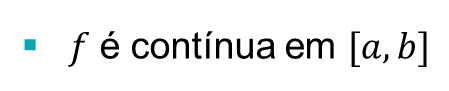 ▪ 𝑓 é contínua em [𝑎, 𝑏]